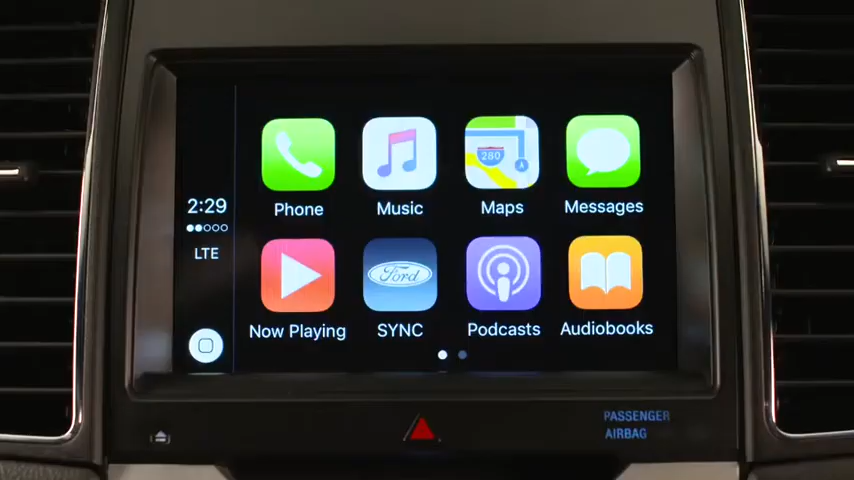 Phone
Music
Maps
Messages
280
2:29
LTE
Now Playing
Ford
SYNC
Podcasts
Audiobooks
PASSENGER
AIRBAG